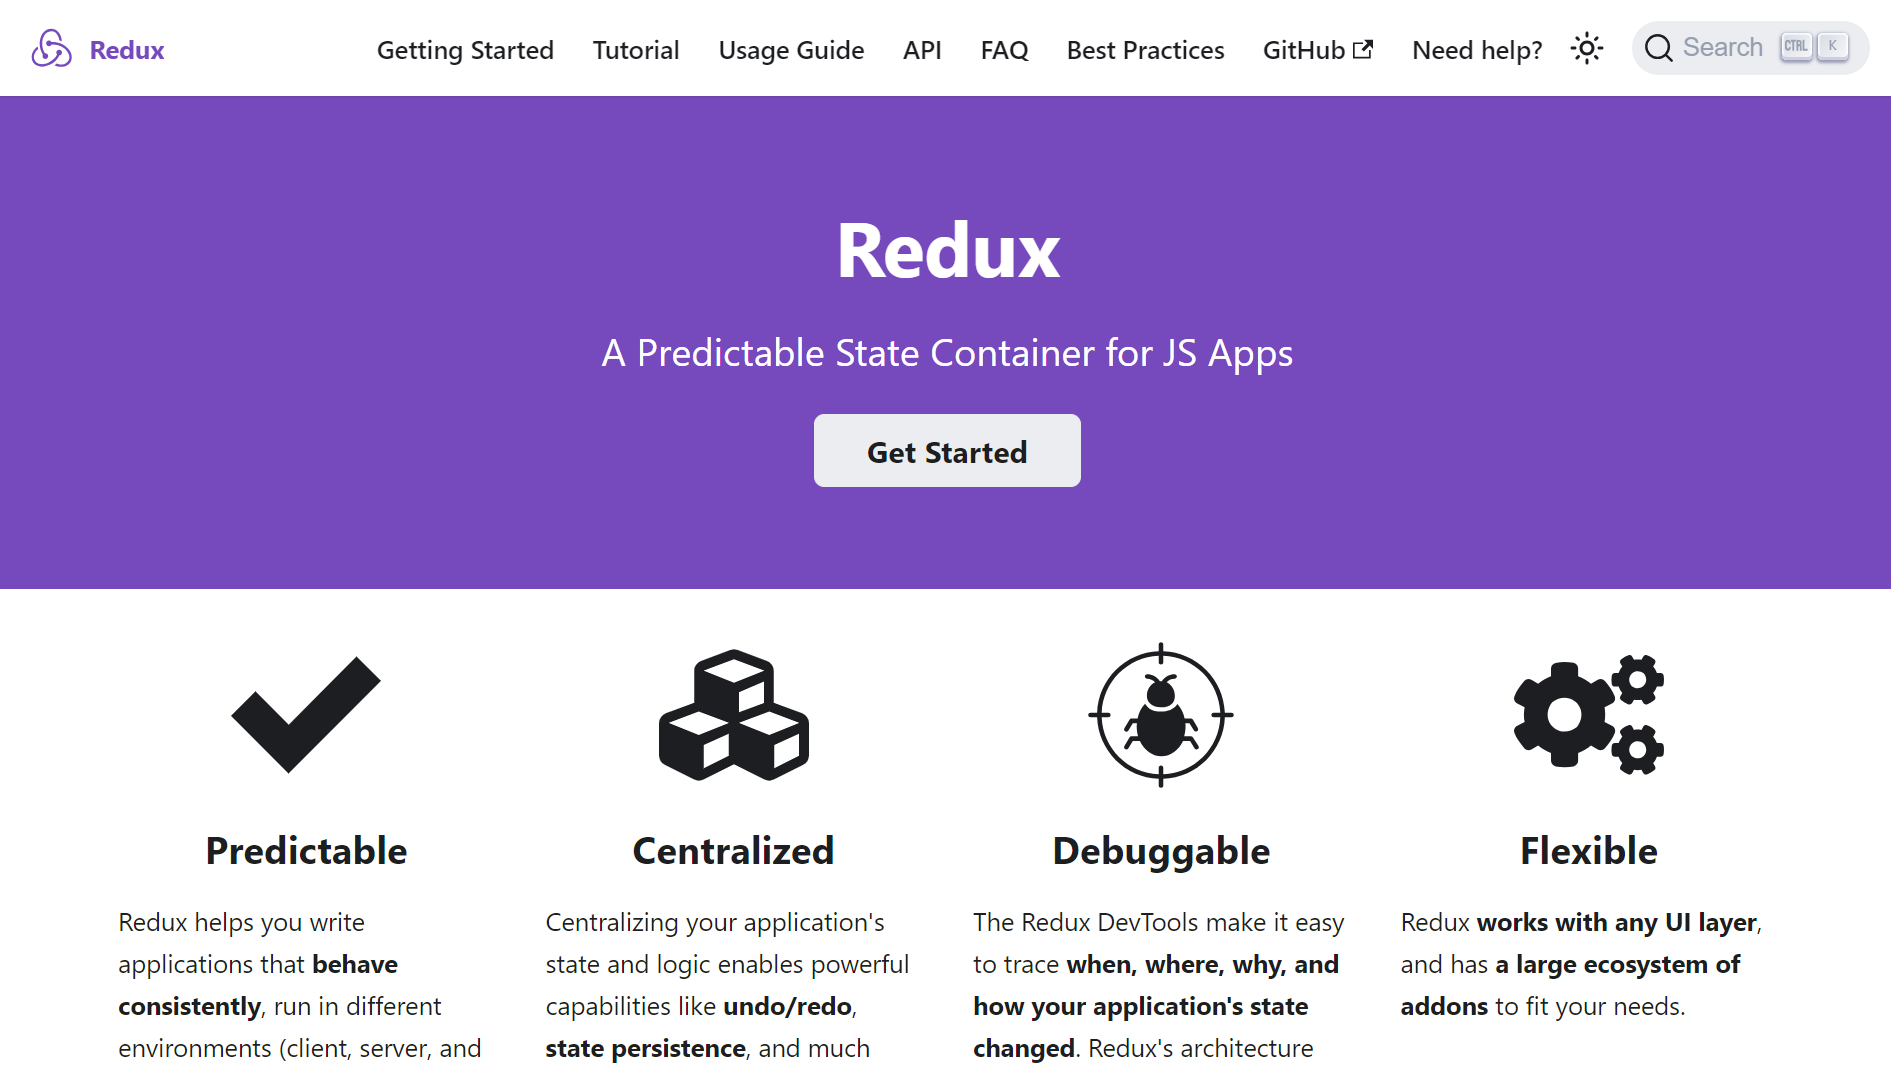 Redux
Getting Started Tutorial Usage Guide API FAQ Best Practices GitHub Need help? Search CTRL K
Redux
A Predictable State Container for JS Apps
Get Started
Predictable
Redux helps you write
applications that behave
consistently, run in different
environments (client, server, and
Centralized
Centralizing your application's
state and logic enables powerful
capabilities like undo/redo,
state persistence, and much
Debuggable
The Redux DevTools make it easy
to trace when, where, why, and
how your application's state
changed. Redux's architecture
Flexible
Redux works with any UI layer,
and has a large ecosystem of
addons to fit your needs.